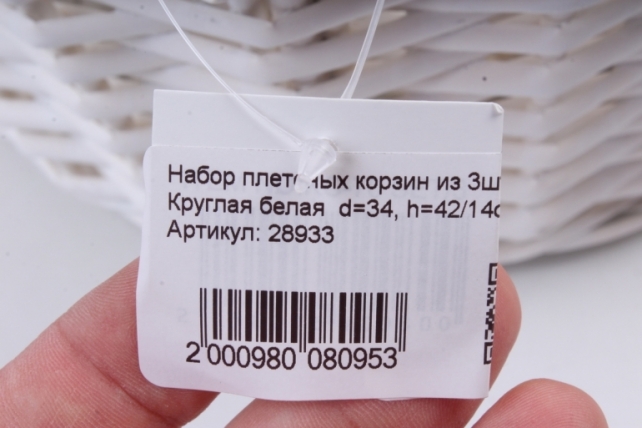 Набор плетеных корзин из 3ш
Круглая белая d=34, h=42/14с
Артикул: 28933
2 000980 080953